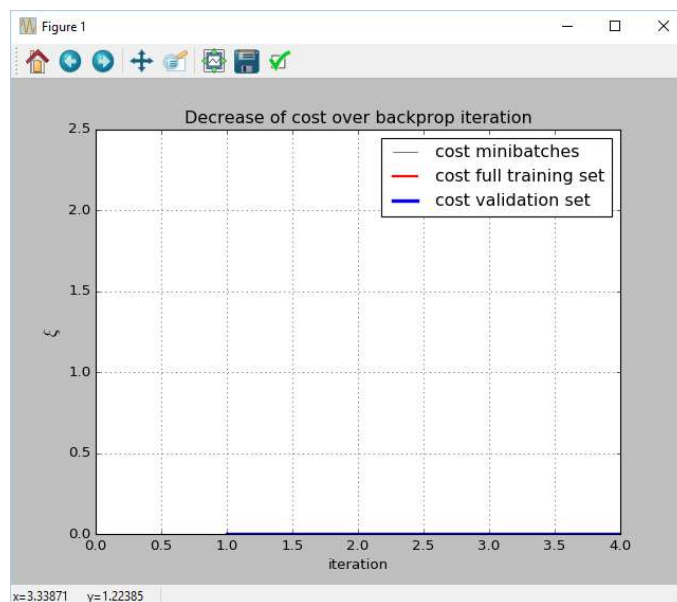 Figure 1
Decrease of cost over backprop iteration
cost minibatches
cost full training set
cost validation set
2.5
2.0
1.5
1.0
0.5
0.0
ξ
0.0 0.5 1.0 1.5 2.0 2.5 3.0 3.5 4.0
iteration
x=3.33871 y=1.22385